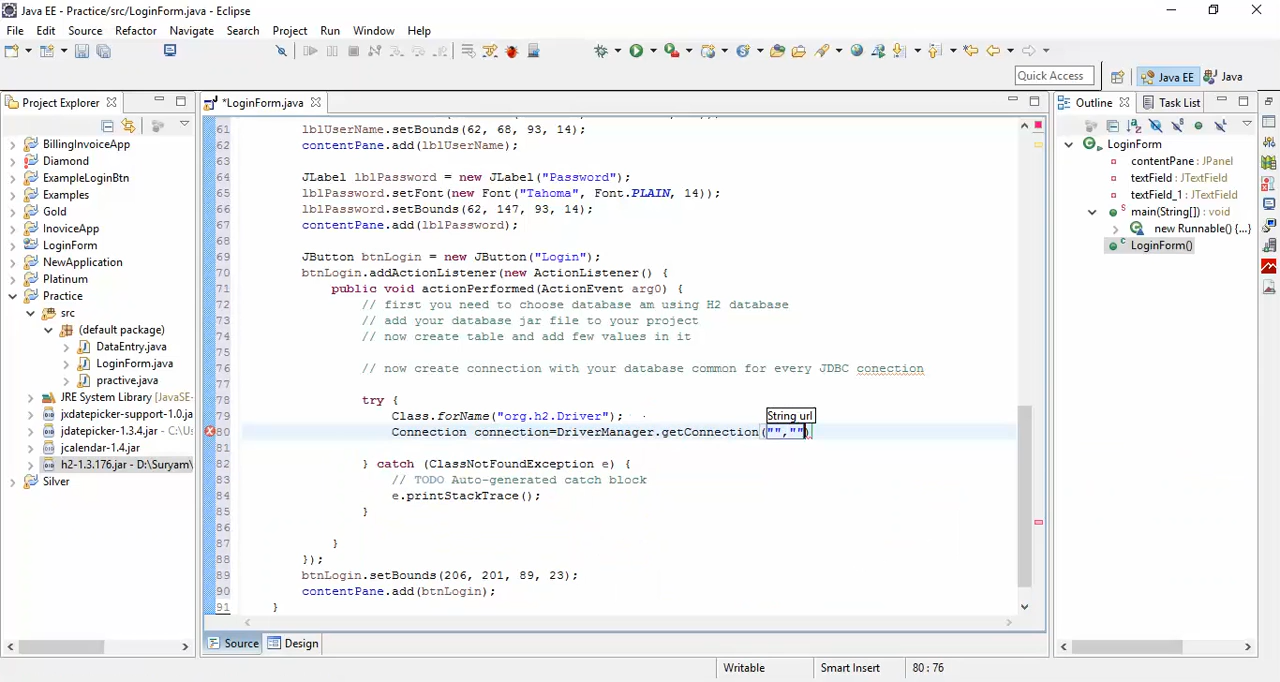 Java EE - Practice/src/LoginForm.java - Eclipse
File Edit Source Refactor Navigate Search Project Run Window Help
Quick Access
Java EE
Java
Project Explorer
*LoginForm.java
Outline
Task List
BillingInvoiceApp
Diamond
ExampleLoginBtn
Examples
Gold
InoviceApp
LoginForm
NewApplication
Platinum
Practice
src
(default package)
DataEntry.java
LoginForm.java
practive.java
JRE System Library [JavaSE-
jxdatepicker-support-1.0.ja
jdatepicker-1.3.4.jar - C:\Us
jcalendar-1.4.jar
h2-1.3.176.jar - D:\Suryam\
Silver
61 lblUserName.setBounds(62, 68, 93, 14);
62 contentPane.add(lblUserName);
63
64 JLabel lblPassword = new JLabel("Password");
65 lblPassword.setFont(new Font("Tahoma", Font.PLAIN, 14));
66 lblPassword.setBounds(62, 147, 93, 14);
67 contentPane.add(lblPassword);
68
69 JButton btnLogin = new JButton("Login");
70 btnLogin.addActionListener(new ActionListener() {
71 public void actionPerformed(ActionEvent arg0) {
72 // first you need to choose database am using H2 database
73 // add your database jar file to your project
74 // now create table and add few values in it
75
76 // now create connection with your database common for every JDBC conection
77
78 try {
79 Class.forName("org.h2.Driver");
String url
80 Connection connection=DriverManager.getConnection("","")
81
82 } catch (ClassNotFoundException e) {
83 // TODO Auto-generated catch block
84 e.printStackTrace();
85 }
86
87 }
88 });
89 btnLogin.setBounds(206, 201, 89, 23);
90 contentPane.add(btnLogin);
91 }
LoginForm
contentPane : JPanel
textField : JTextField
textField_1 : JTextField
main(String[]) : void
new Runnable() {...}
LoginForm()
Source
Design
Writable
Smart Insert
80 : 76